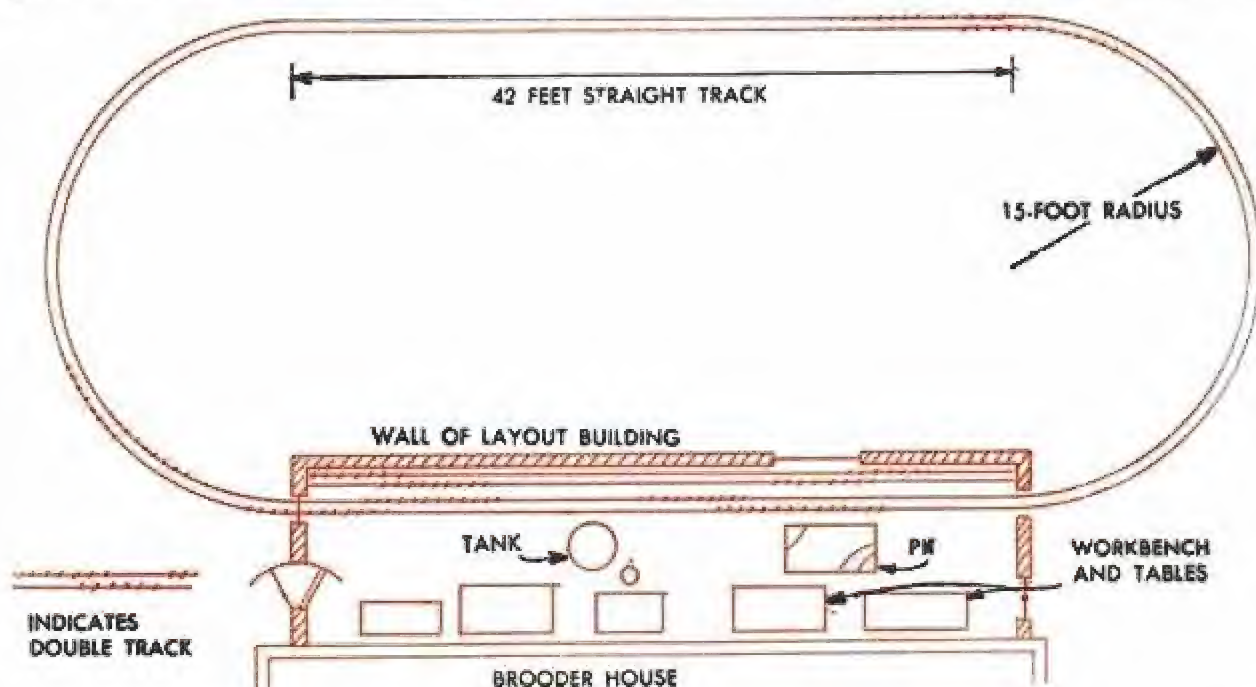 42 FEET STRAIGHT TRACK
15-FOOT RADIUS
WALL OF LAYOUT BUILDING
TANK
PIT
WORKBENCH
AND TABLES
INDICATES
DOUBLE TRACK
BROODER HOUSE